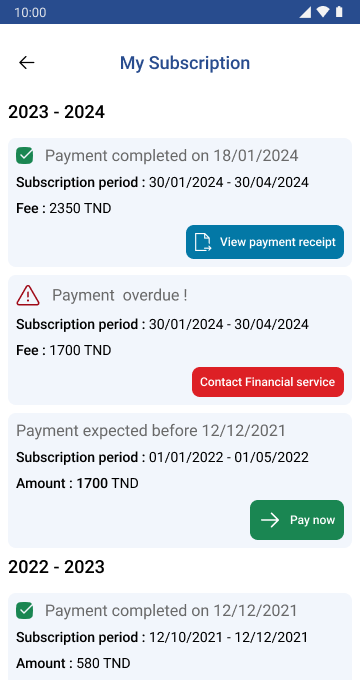 10:00
My Subscription
2023 - 2024
Payment completed on 18/01/2024
Subscription period : 30/01/2024 - 30/04/2024
Fee : 2350 TND
View payment receipt
Payment  overdue !
Subscription period : 30/01/2024 - 30/04/2024
Fee : 1700 TND
Contact Financial service
Payment expected before 12/12/2021
Subscription period : 01/01/2022 - 01/05/2022
Amount : 1700 TND
Pay now
2022 - 2023
Payment completed on 12/12/2021
Subscription period : 12/10/2021 - 12/12/2021
Amount : 580 TND